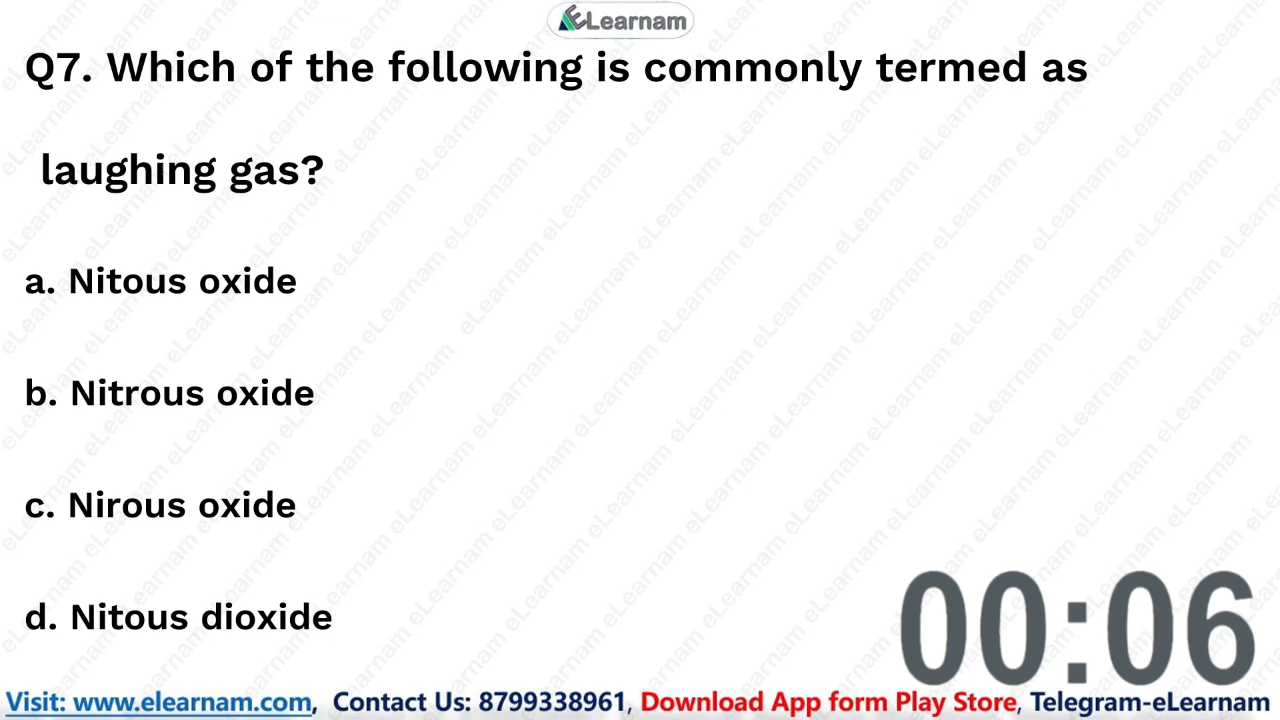 ELearnam
Q7. Which of the following is commonly termed as
laughing gas?
a. Nitous oxide
b. Nitrous oxide
c. Nirous oxide
d. Nitous dioxide
00:06
Visit: www.elearnam.com, Contact Us: 8799338961, Download App form Play Store, Telegram-eLearnam